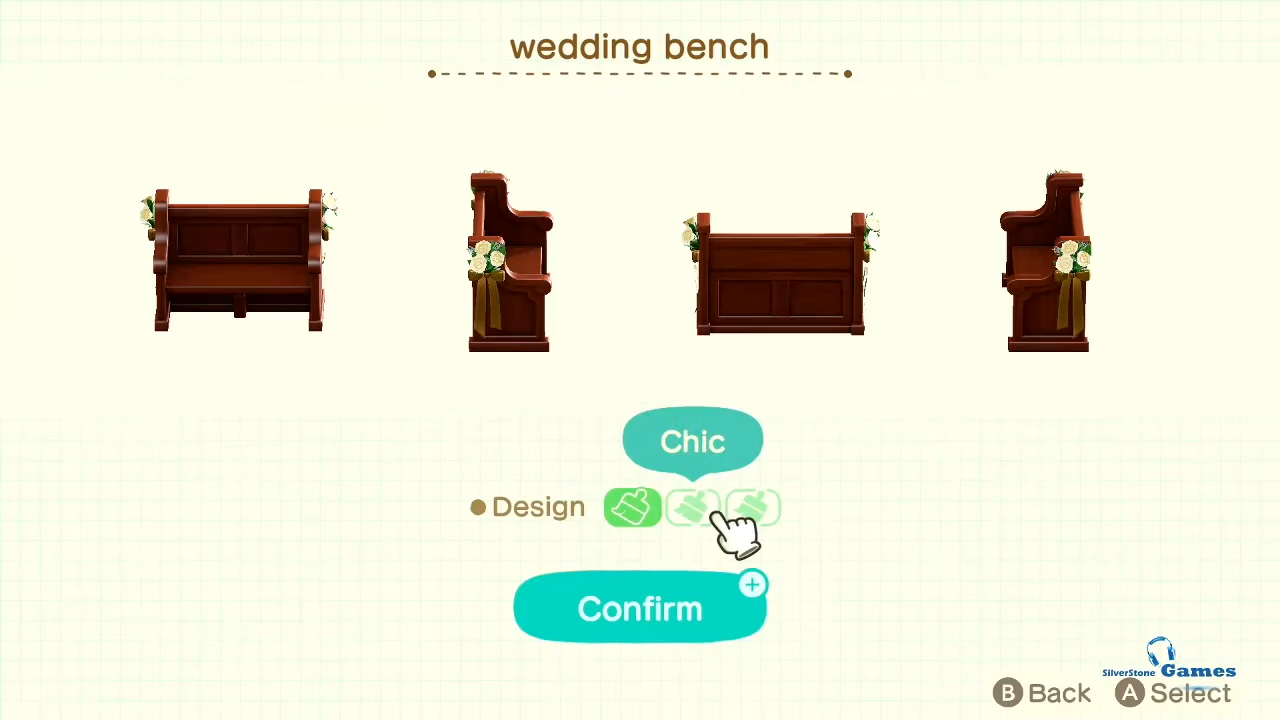 wedding bench
Chic
Design
Confirm
SilverStone Games
B Back A Select